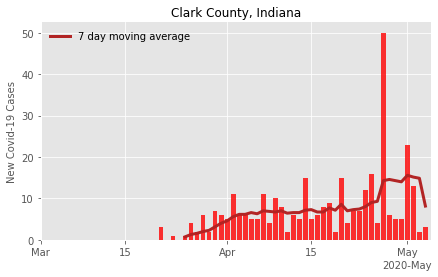 Clark County, Indiana
7 day moving average
New Covid-19 Cases
50
40
30
20
10
0
Mar 15 Apr 15 May
2020-May